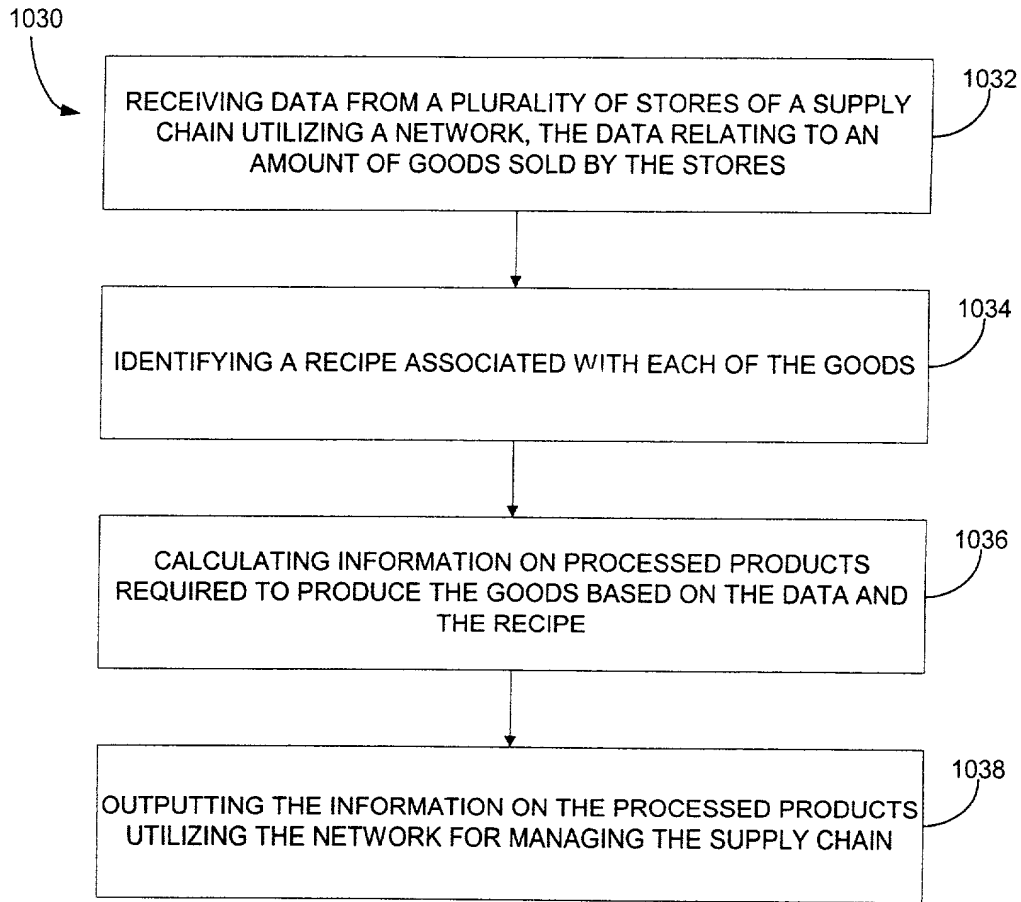 1030
1032
RECEIVING DATA FROM A PLURALITY OF STORES OF A SUPPLY
CHAIN UTILIZING A NETWORK, THE DATA RELATING TO AN
AMOUNT OF GOODS SOLD BY THE STORES
1034
IDENTIFYING A RECIPE ASSOCIATED WITH EACH OF THE GOODS
1036
CALCULATING INFORMATION ON PROCESSED PRODUCTS
REQUIRED TO PRODUCE THE GOODS BASED ON THE DATA AND
THE RECIPE
1038
OUTPUTTING THE INFORMATION ON THE PROCESSED PRODUCTS
UTILIZING THE NETWORK FOR MANAGING THE SUPPLY CHAIN